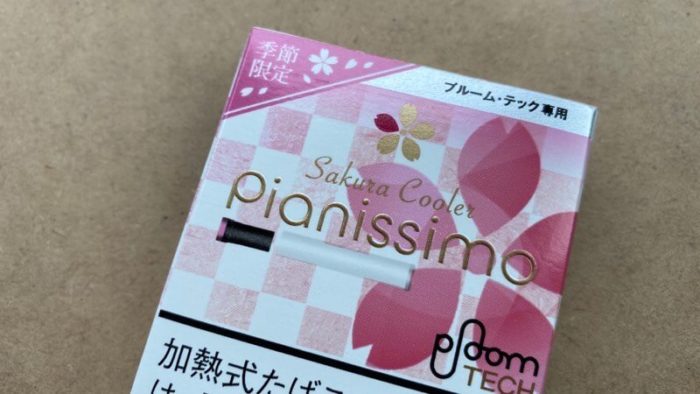 季節
限定
プルーム・テック専用
Sakura Cooler
pianissimo
ploom
TECH
加熱式たばこ